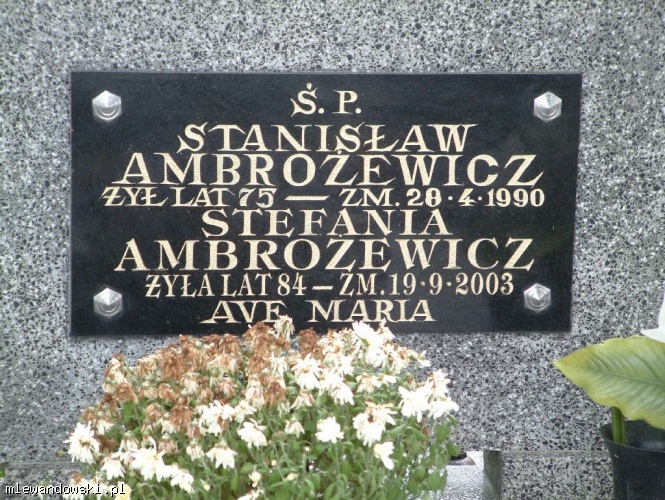 Ś. P.
STANISŁAW
AMBROŻEWICZ
ŻYŁ LAT 75 — ZM. 28·4·1990
STEFANIA
AMBROŻEWICZ
ŻYŁA LAT 84 — ZM. 19·9·2003
AVE MARIA
mlewandowski.pl